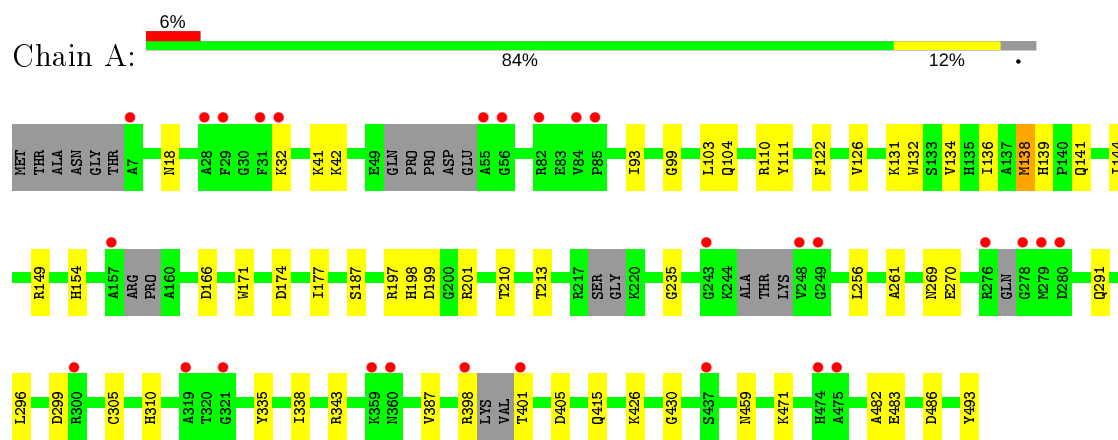 6%
Chain A:
84% 12% •
MET THR ALA ASN GLY THR A7 N18 A28 F29 G30 F31 K32 K41 K42 E49 GLN PRO PRO ASP GLU A55 G56 R82 E83 V84 P85 I93 G99 L103 Q104 R110 Y111 F122 V126 K131 W132 S133 V134 H135 I136 A137 M138 H139 P140 Q141 I144
R149 H154 A157 ARG PRO A160 D166 W171 D174 I177 S187 R197 H198 D199 G200 R201 T210 T213 R217 SER GLY K220 G235 G243 K244 ALA THR LYS V248 G249 L256 A261 N269 E270 R276 GLN G278 M279 D280 Q291
L296 D299 R300 C305 H310 A319 T320 G321 Y335 I338 R343 K359 N360 V387 R398 LYS VAL T401 D405 Q415 K426 G430 S437 N459 K471 H474 A475 A482 E483 D486 Y493